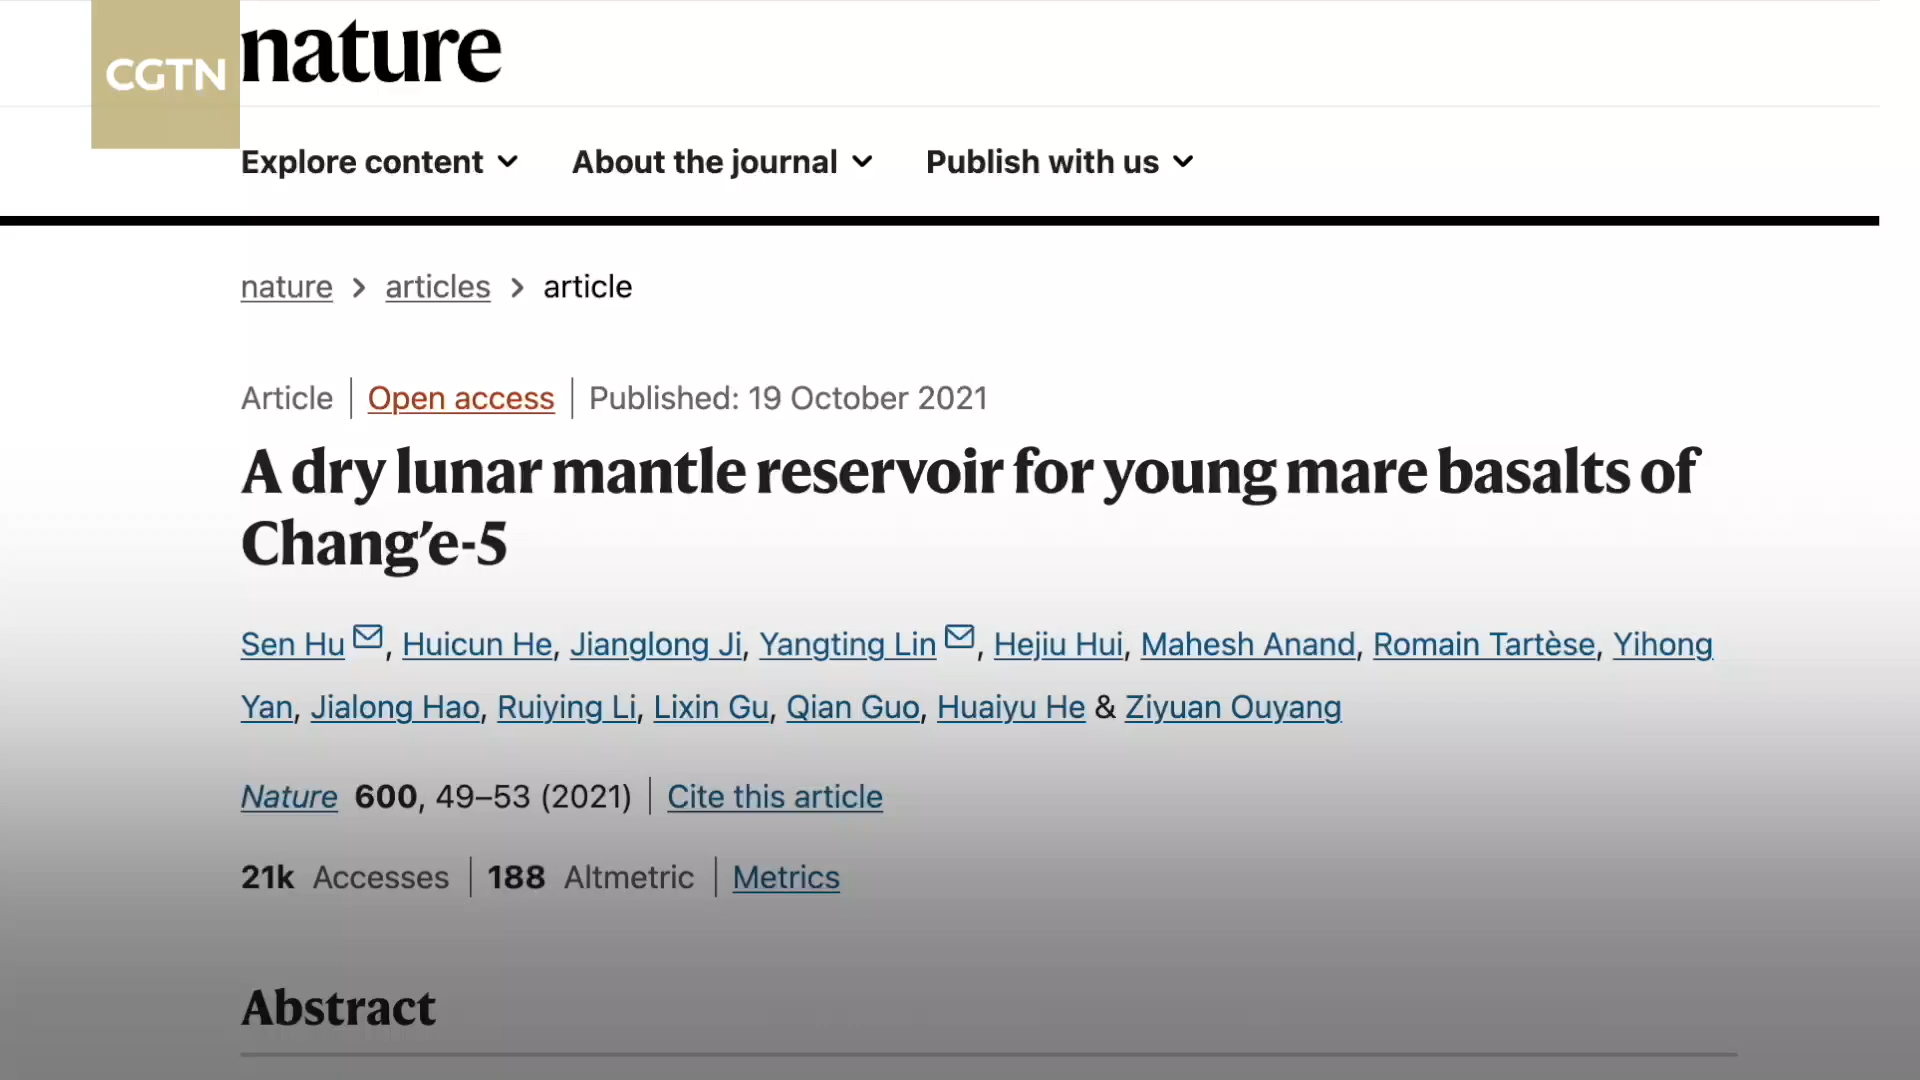 CGTN
nature
Explore content About the journal Publish with us
nature > articles > article
Article | Open access | Published: 19 October 2021
A dry lunar mantle reservoir for young mare basalts of
Chang’e-5
Sen Hu, Huicun He, Jianglong Ji, Yangting Lin, Hejiu Hui, Mahesh Anand, Romain Tartèse, Yihong
Yan, Jialong Hao, Ruiying Li, Lixin Gu, Qian Guo, Huaiyu He & Ziyuan Ouyang
Nature 600, 49–53 (2021) | Cite this article
21k Accesses | 188 Altmetric | Metrics
Abstract